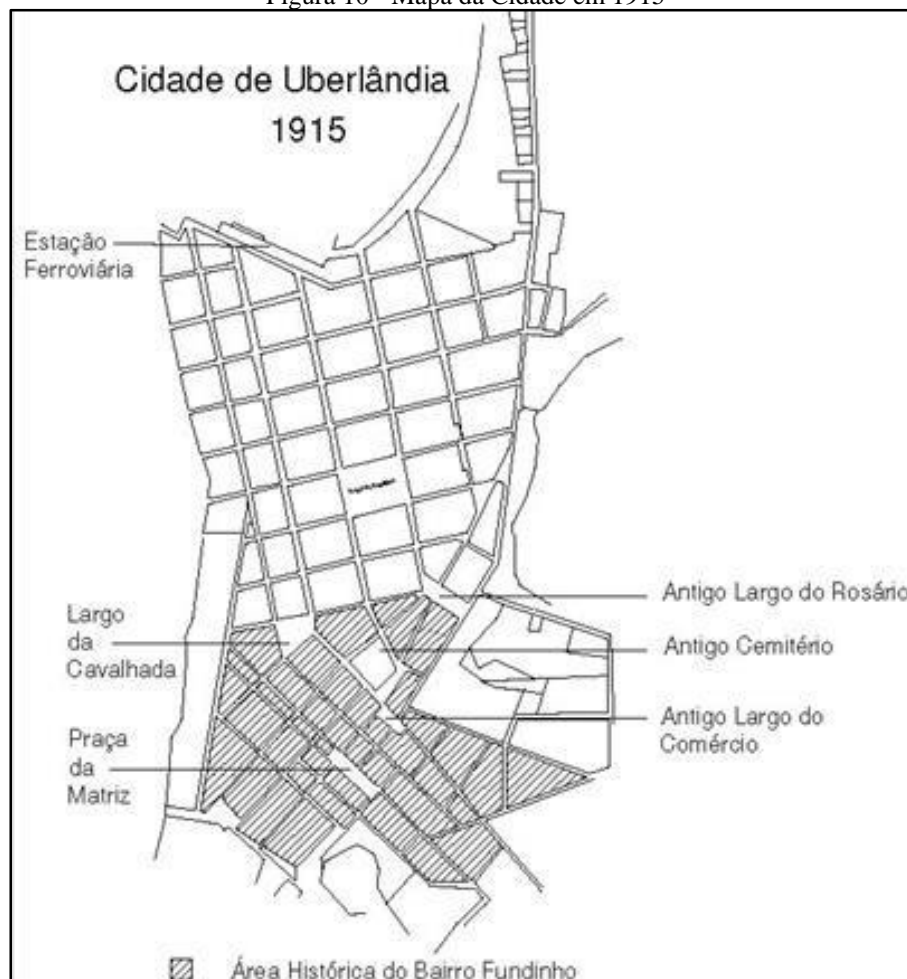 Figura 10 - Mapa da Cidade em 1915
Cidade de Uberlândia
1915
Estação
Ferroviária
Antigo Largo do Rosário
Largo
da
Cavalhada
Antigo Cemitério
Antigo Largo do
Comércio
Praça
da
Matriz
Área Histórica do Bairro Fundinho